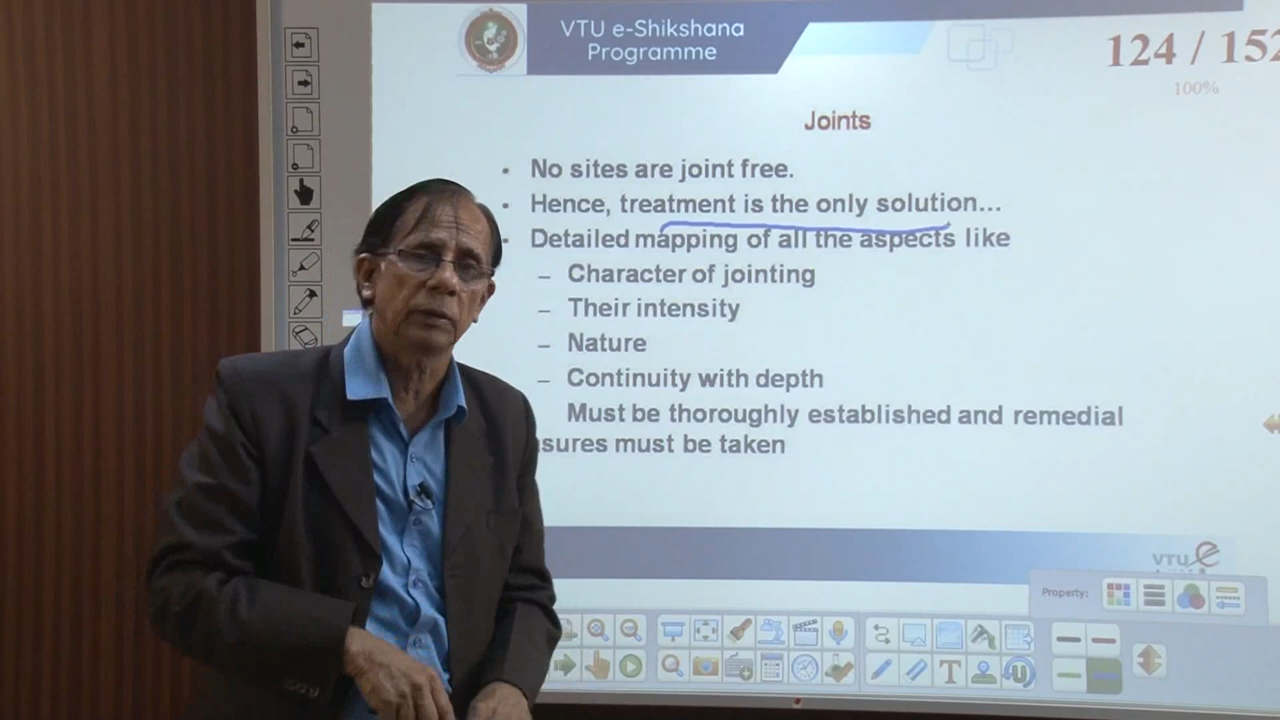 VTU e-Shikshana
Programme
124 / 152
100%
Joints
• No sites are joint free.
• Hence, treatment is the only solution...
• Detailed mapping of all the aspects like
– Character of jointing
– Their intensity
– Nature
– Continuity with depth
Must be thoroughly established and remedial
sures must be taken
VTU e
Property:
T